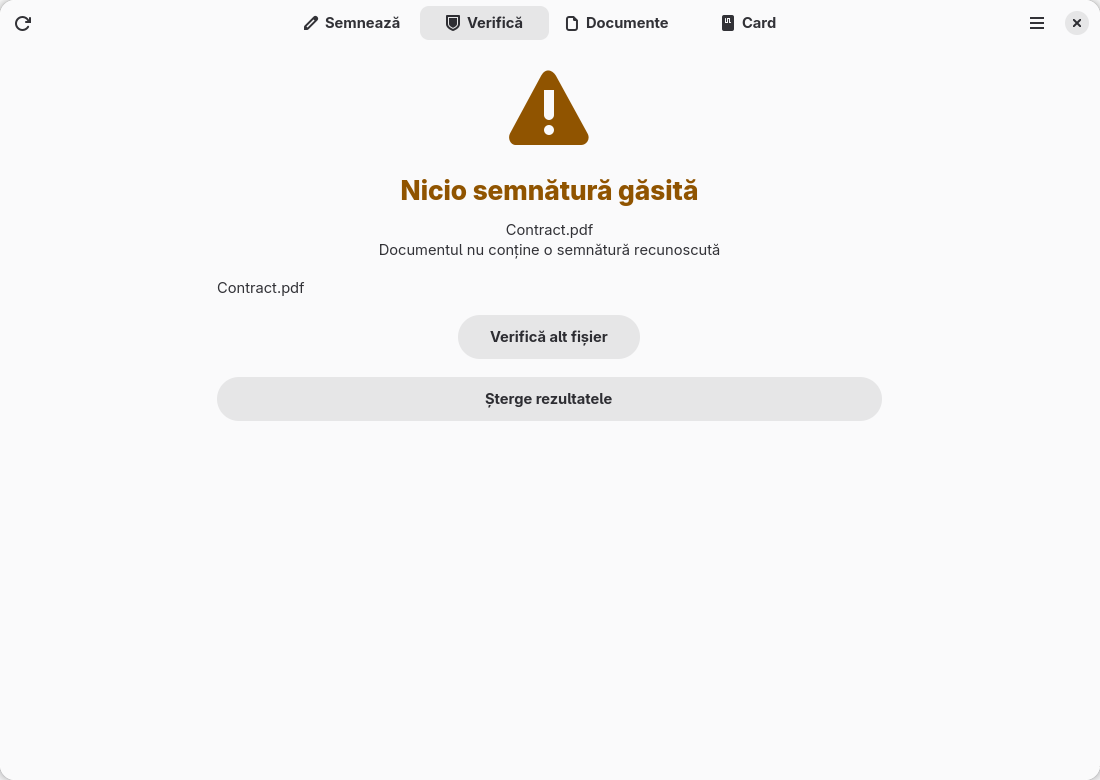 Semnează
Verifică
Documente
Card
Nicio semnătură găsită
Contract.pdf
Documentul nu conține o semnătură recunoscută
Contract.pdf
Verifică alt fișier
Șterge rezultatele